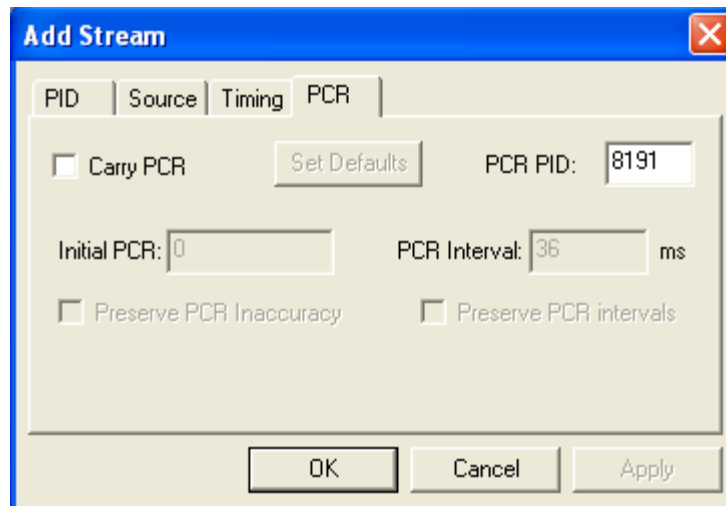 Add Stream
PID Source Timing PCR
Carry PCR Set Defaults PCR PID: 8191
Initial PCR: 0 PCR Interval: 36 ms
Preserve PCR Inaccuracy Preserve PCR intervals
OK Cancel Apply